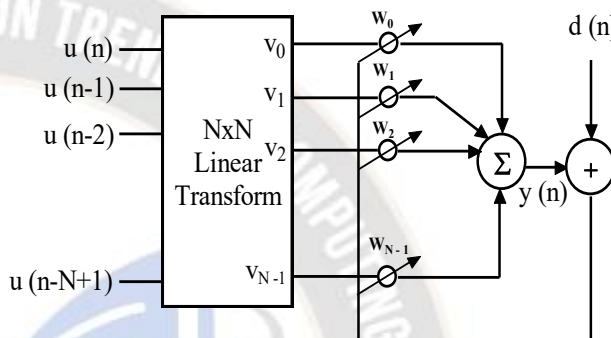 u (n)
u (n-1)
u (n-2)
u (n-N+1)
NxN
Linear
Transform
v0
v1
v2
vN-1
W0
W1
W2
WN-1
Σ
y (n)
d (n)
+